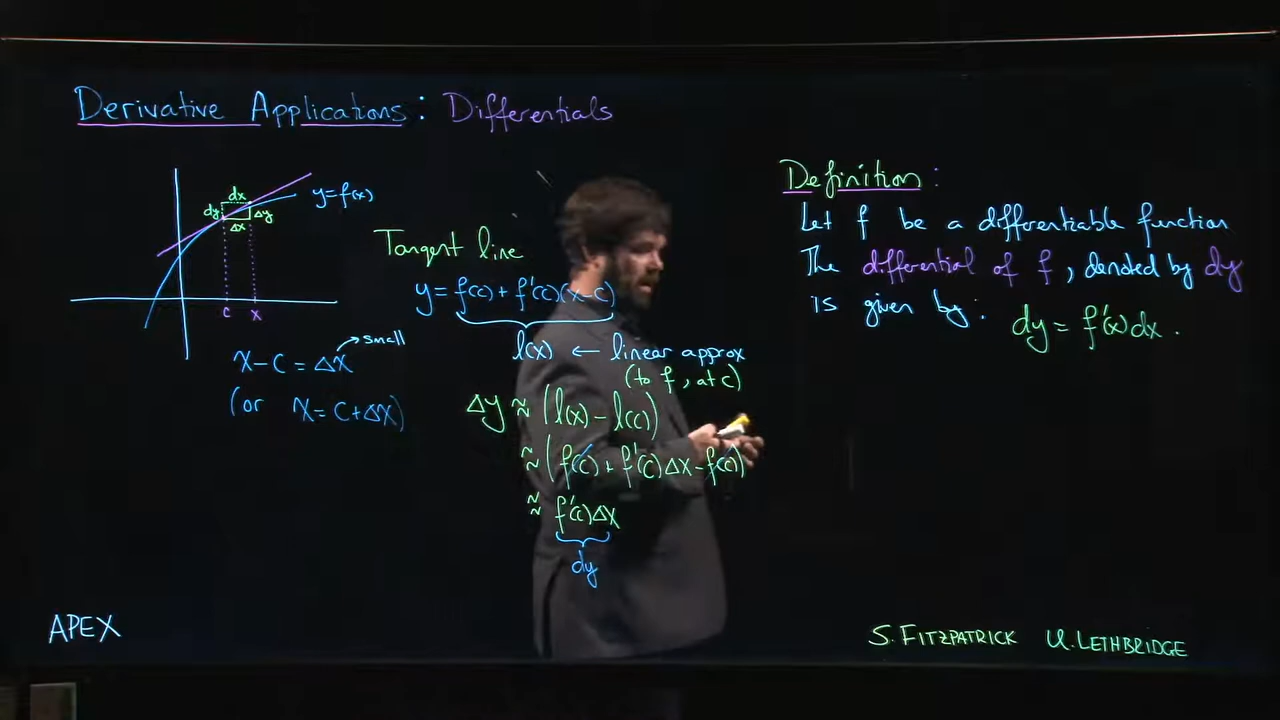 Derivative Applications: Differentials
y=f(x)
dx
dy
Δy
Δx
c x
x-c = Δx → small
(or x = c+Δx)
Tangent line
y = f(c) + f'(c)(x-c)
l(x) ← linear approx
(to f, at c)
Δy ≈ (l(x) - l(c))
≈ (f(c) + f'(c)Δx - f(c))
≈ f'(c)Δx
dy
Definition:
Let f be a differentiable function
The differential of f, denoted by dy
is given by: dy = f'(x)dx.
APEX
S. FITZPATRICK U. LETHBRIDGE